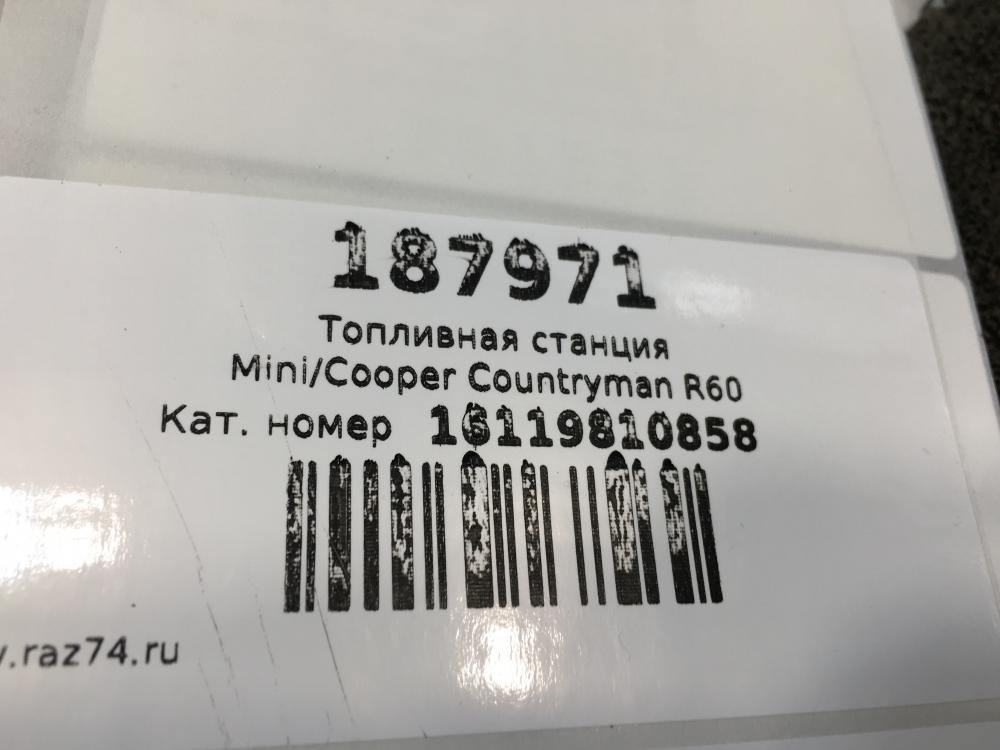 187971
Топливная станция
Mini/Cooper Countryman R60
Кат. номер 16119810858
.raz74.ru